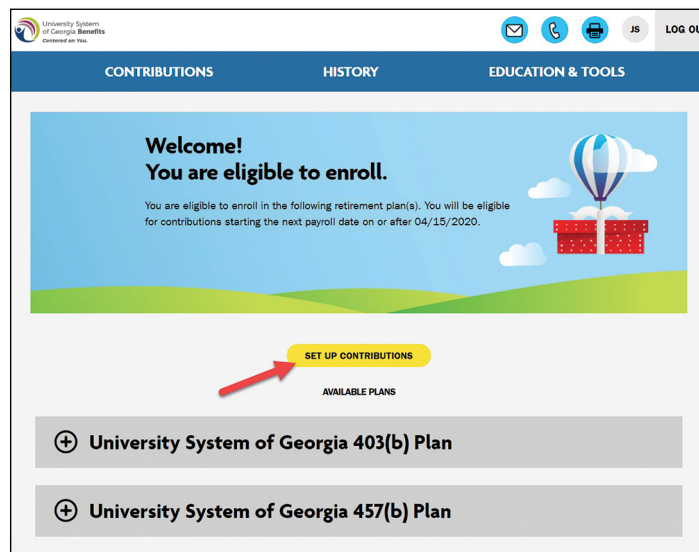 University System
of Georgia Benefits
Centered on You.
JS
LOG OU
CONTRIBUTIONS
HISTORY
EDUCATION & TOOLS
Welcome!
You are eligible to enroll.
You are eligible to enroll in the following retirement plan(s). You will be eligible
for contributions starting the next payroll date on or after 04/15/2020.
SET UP CONTRIBUTIONS
AVAILABLE PLANS
University System of Georgia 403(b) Plan
University System of Georgia 457(b) Plan